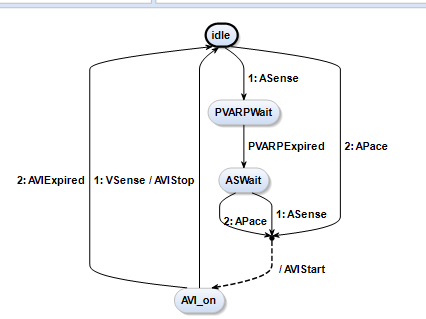 idle
1: ASense
PVARPWait
PVARPExpired
2: APace
2: AVIExpired
1: VSense / AVIStop
ASWait
2: APace
1: ASense
/ AVIStart
AVI_on